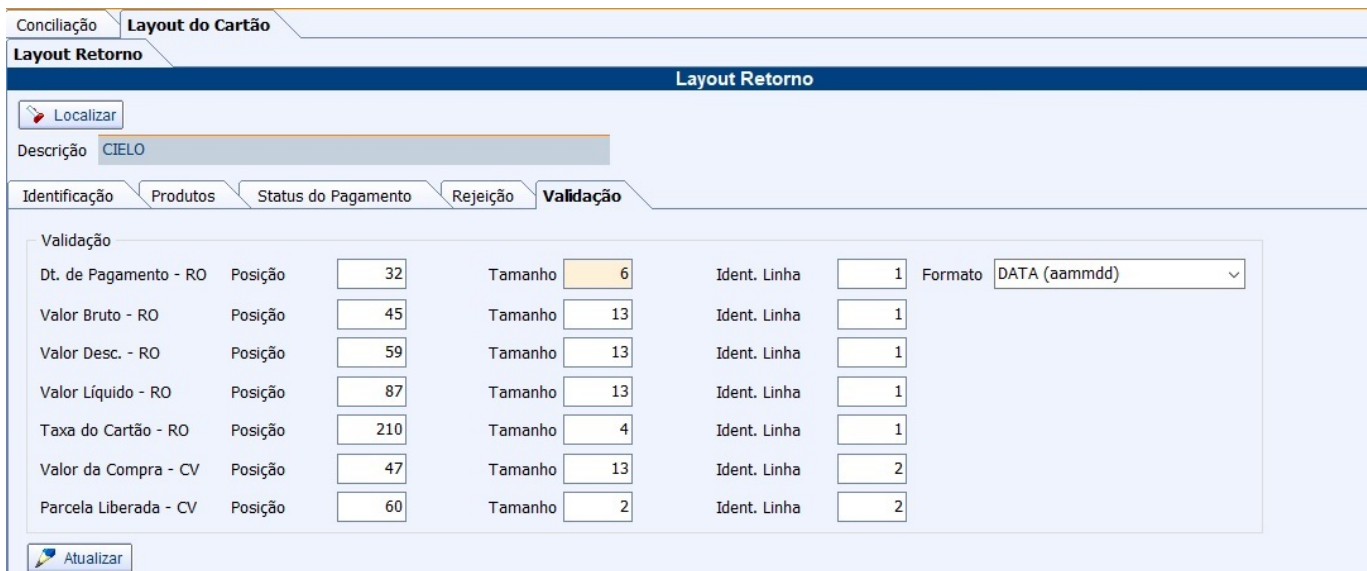 Conciliação Layout do Cartão
Layout Retorno
Layout Retorno
Localizar
Descrição CIELO
Identificação Produtos Status do Pagamento Rejeição Validação
Validação
Dt. de Pagamento - RO Posição 32 Tamanho 6 Ident. Linha 1 Formato DATA (aammdd)
Valor Bruto - RO Posição 45 Tamanho 13 Ident. Linha 1
Valor Desc. - RO Posição 59 Tamanho 13 Ident. Linha 1
Valor Líquido - RO Posição 87 Tamanho 13 Ident. Linha 1
Taxa do Cartão - RO Posição 210 Tamanho 4 Ident. Linha 1
Valor da Compra - CV Posição 47 Tamanho 13 Ident. Linha 2
Parcela Liberada - CV Posição 60 Tamanho 2 Ident. Linha 2
Atualizar